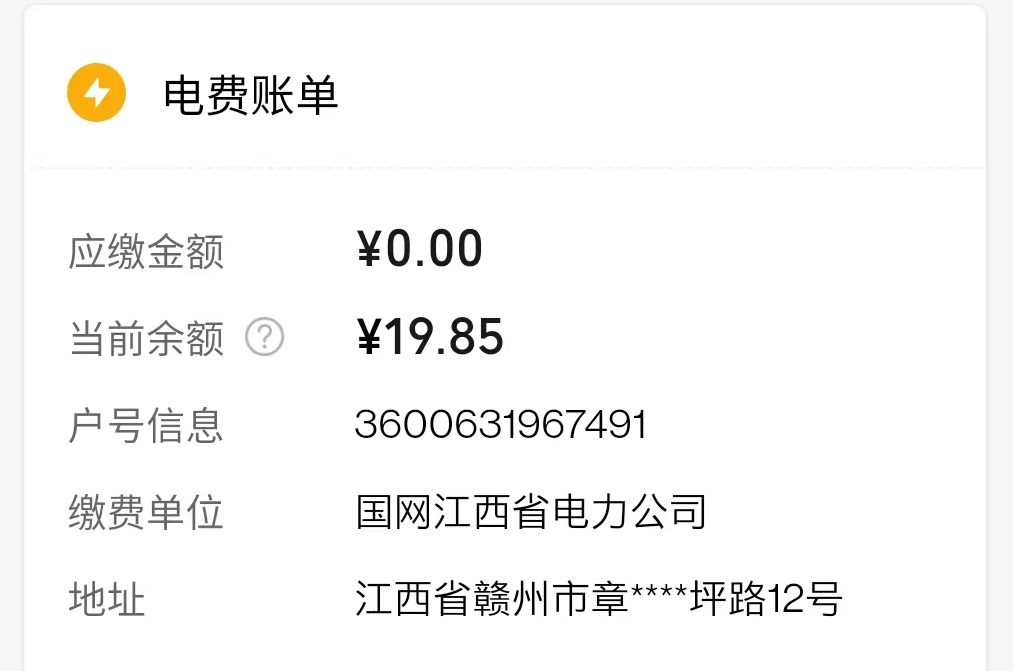 电费账单
应缴金额 ¥0.00
当前余额 ? ¥19.85
户号信息 3600631967491
缴费单位 国网江西省电力公司
地址 江西省赣州市章****坪路12号